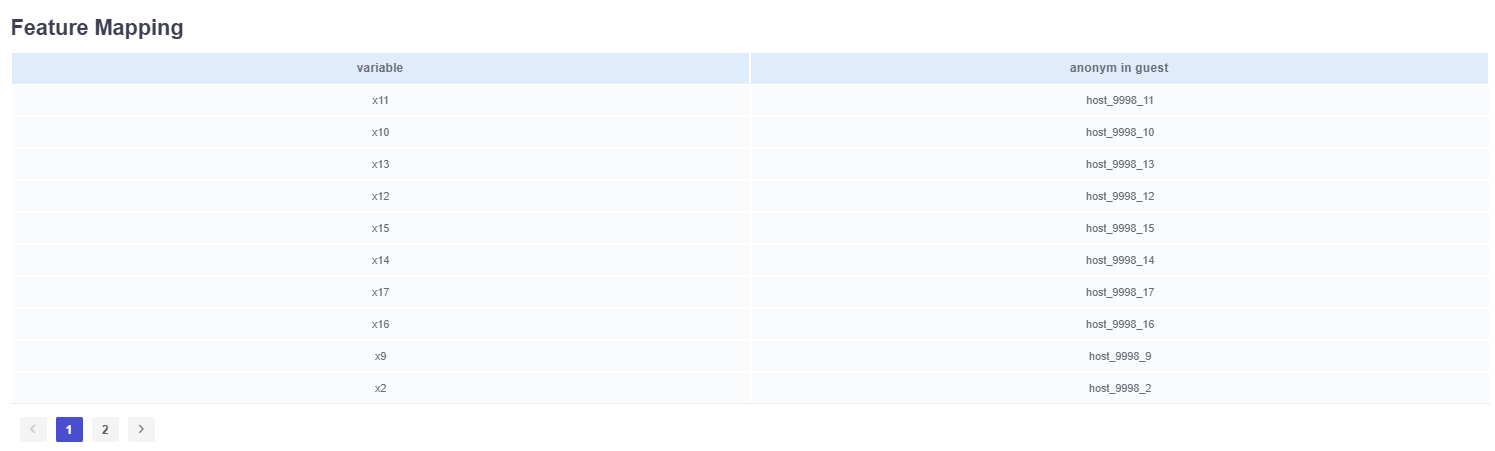 Feature Mapping
variable anonym in guest
x11 host_9998_11
x10 host_9998_10
x13 host_9998_13
x12 host_9998_12
x15 host_9998_15
x14 host_9998_14
x17 host_9998_17
x16 host_9998_16
x9 host_9998_9
x2 host_9998_2
< 1 2 >